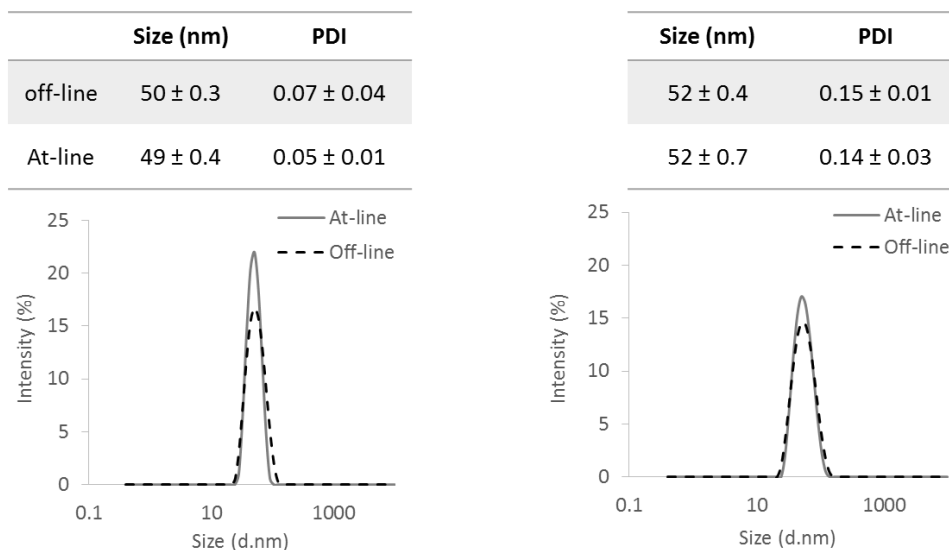 Size (nm) PDI
off-line 50 ± 0.3 0.07 ± 0.04
At-line 49 ± 0.4 0.05 ± 0.01
25
20
15
10
5
0
Intensity (%)
At-line
Off-line
0.1 10 1000
Size (d.nm)
Size (nm) PDI
52 ± 0.4 0.15 ± 0.01
52 ± 0.7 0.14 ± 0.03
25
20
15
10
5
0
Intensity (%)
At-line
Off-line
0.1 10 1000
Size (d.nm)